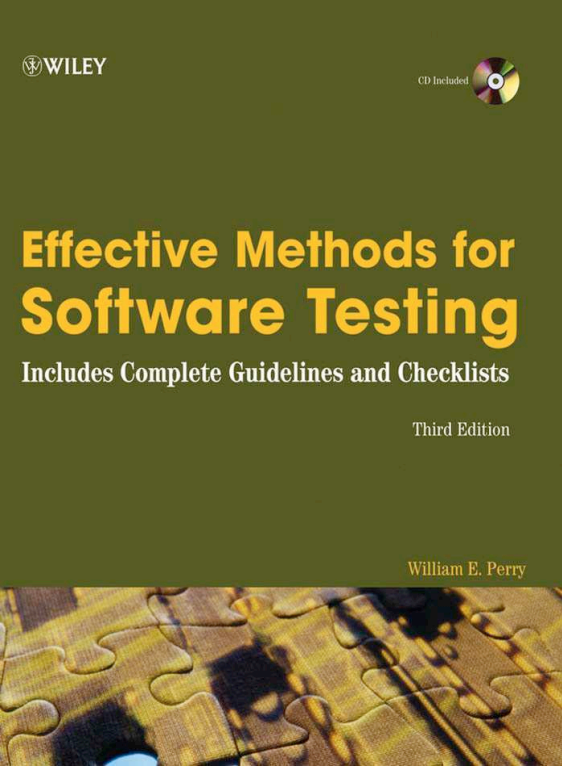 WILEY
CD Included
Effective Methods for
Software Testing
Includes Complete Guidelines and Checklists
Third Edition
William E. Perry